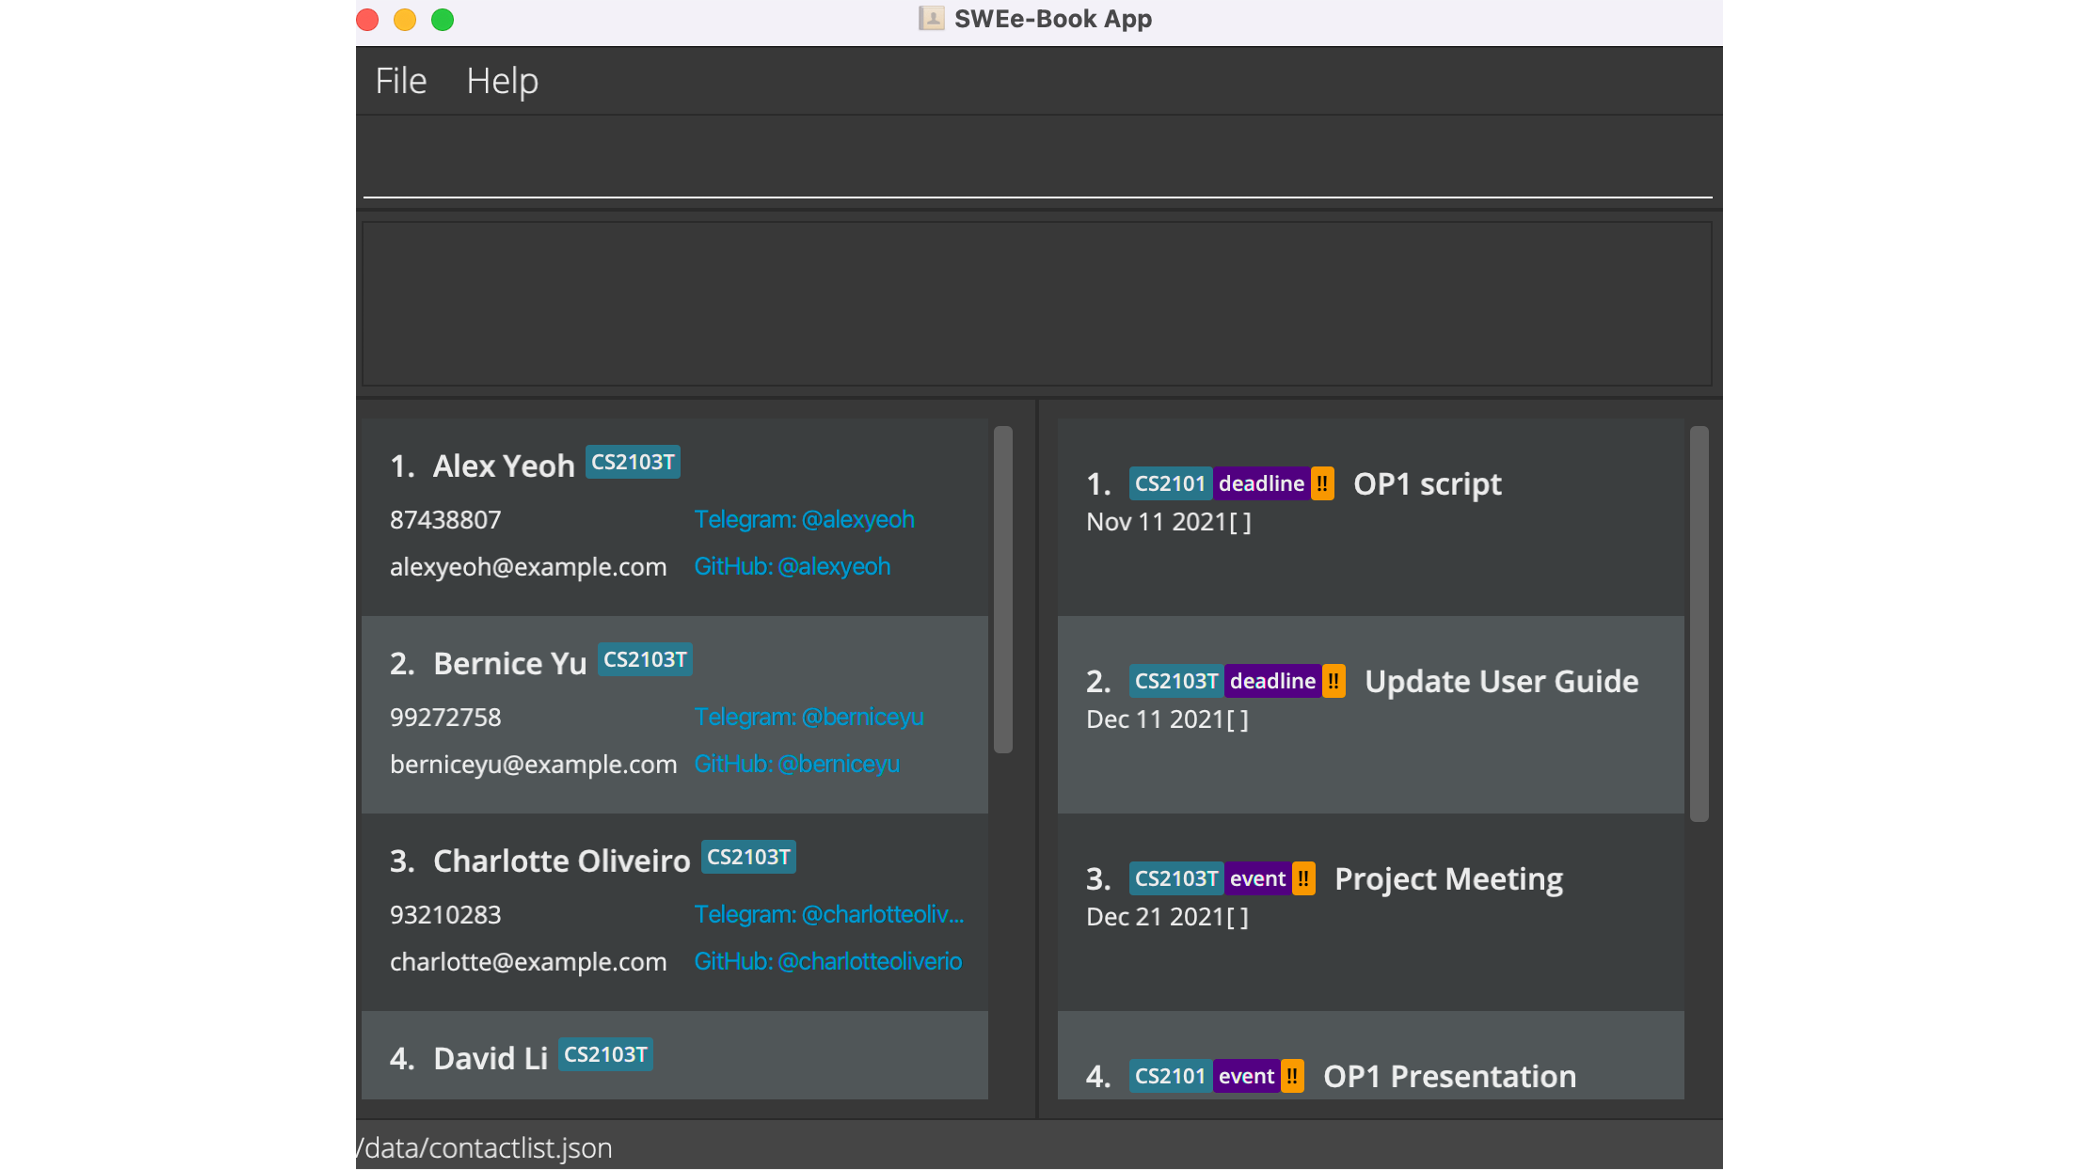 SWEe-Book App
File Help
1. Alex Yeoh CS2103T
87438807 Telegram: @alexyeoh
alexyeoh@example.com GitHub: @alexyeoh
2. Bernice Yu CS2103T
99272758 Telegram: @berniceyu
berniceyu@example.com GitHub: @berniceyu
3. Charlotte Oliveiro CS2103T
93210283 Telegram: @charlotteoliv...
charlotte@example.com GitHub: @charlotteoliverio
4. David Li CS2103T
1. CS2101 deadline !! OP1 script
Nov 11 2021[ ]
2. CS2103T deadline !! Update User Guide
Dec 11 2021[ ]
3. CS2103T event !! Project Meeting
Dec 21 2021[ ]
4. CS2101 event !! OP1 Presentation
/data/contactlist.json